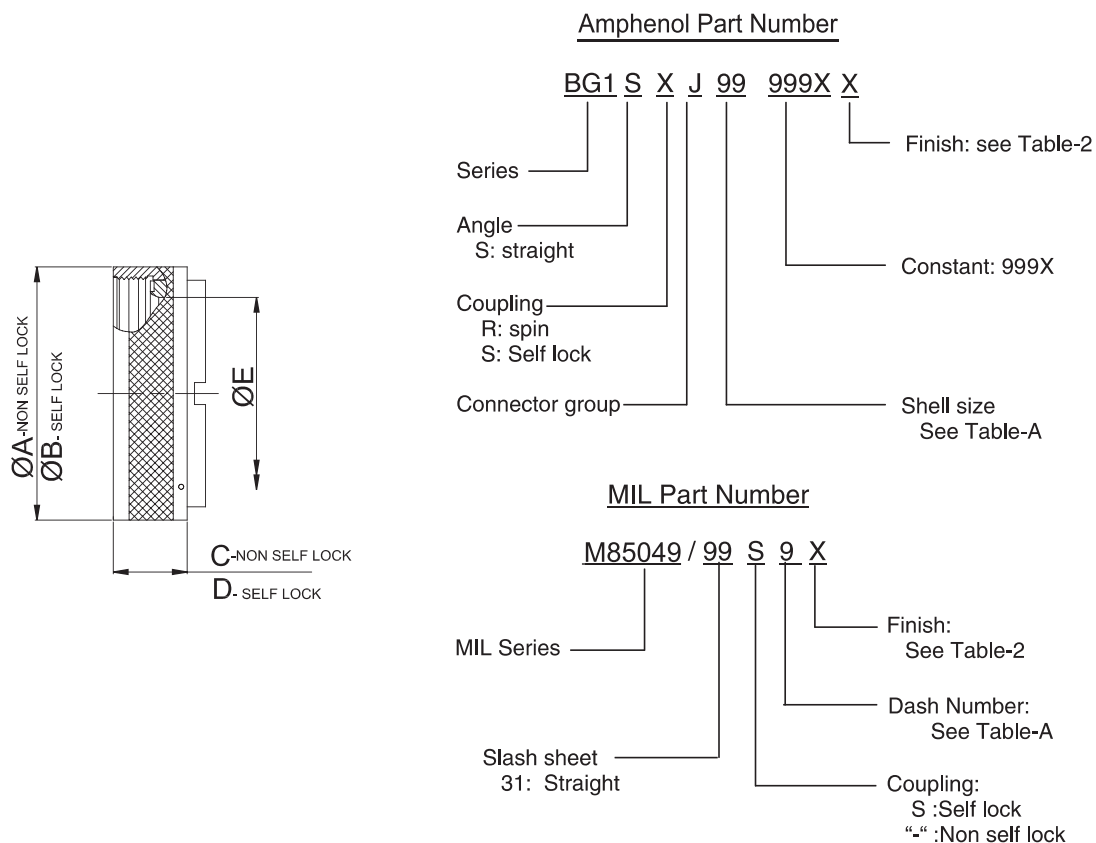 Amphenol Part Number
BG1 S X J 99 999X X
Finish: see Table-2
Series
Angle
S: straight
Constant: 999X
Coupling
R: spin
S: Self lock
Connector group
Shell size
See Table-A
ØA-NON SELF LOCK
ØB- SELF LOCK
ØE
C-NON SELF LOCK
D- SELF LOCK
MIL Part Number
M85049 / 99 S 9 X
Finish:
See Table-2
MIL Series
Dash Number:
See Table-A
Slash sheet
31: Straight
Coupling:
S :Self lock
“-“ :Non self lock